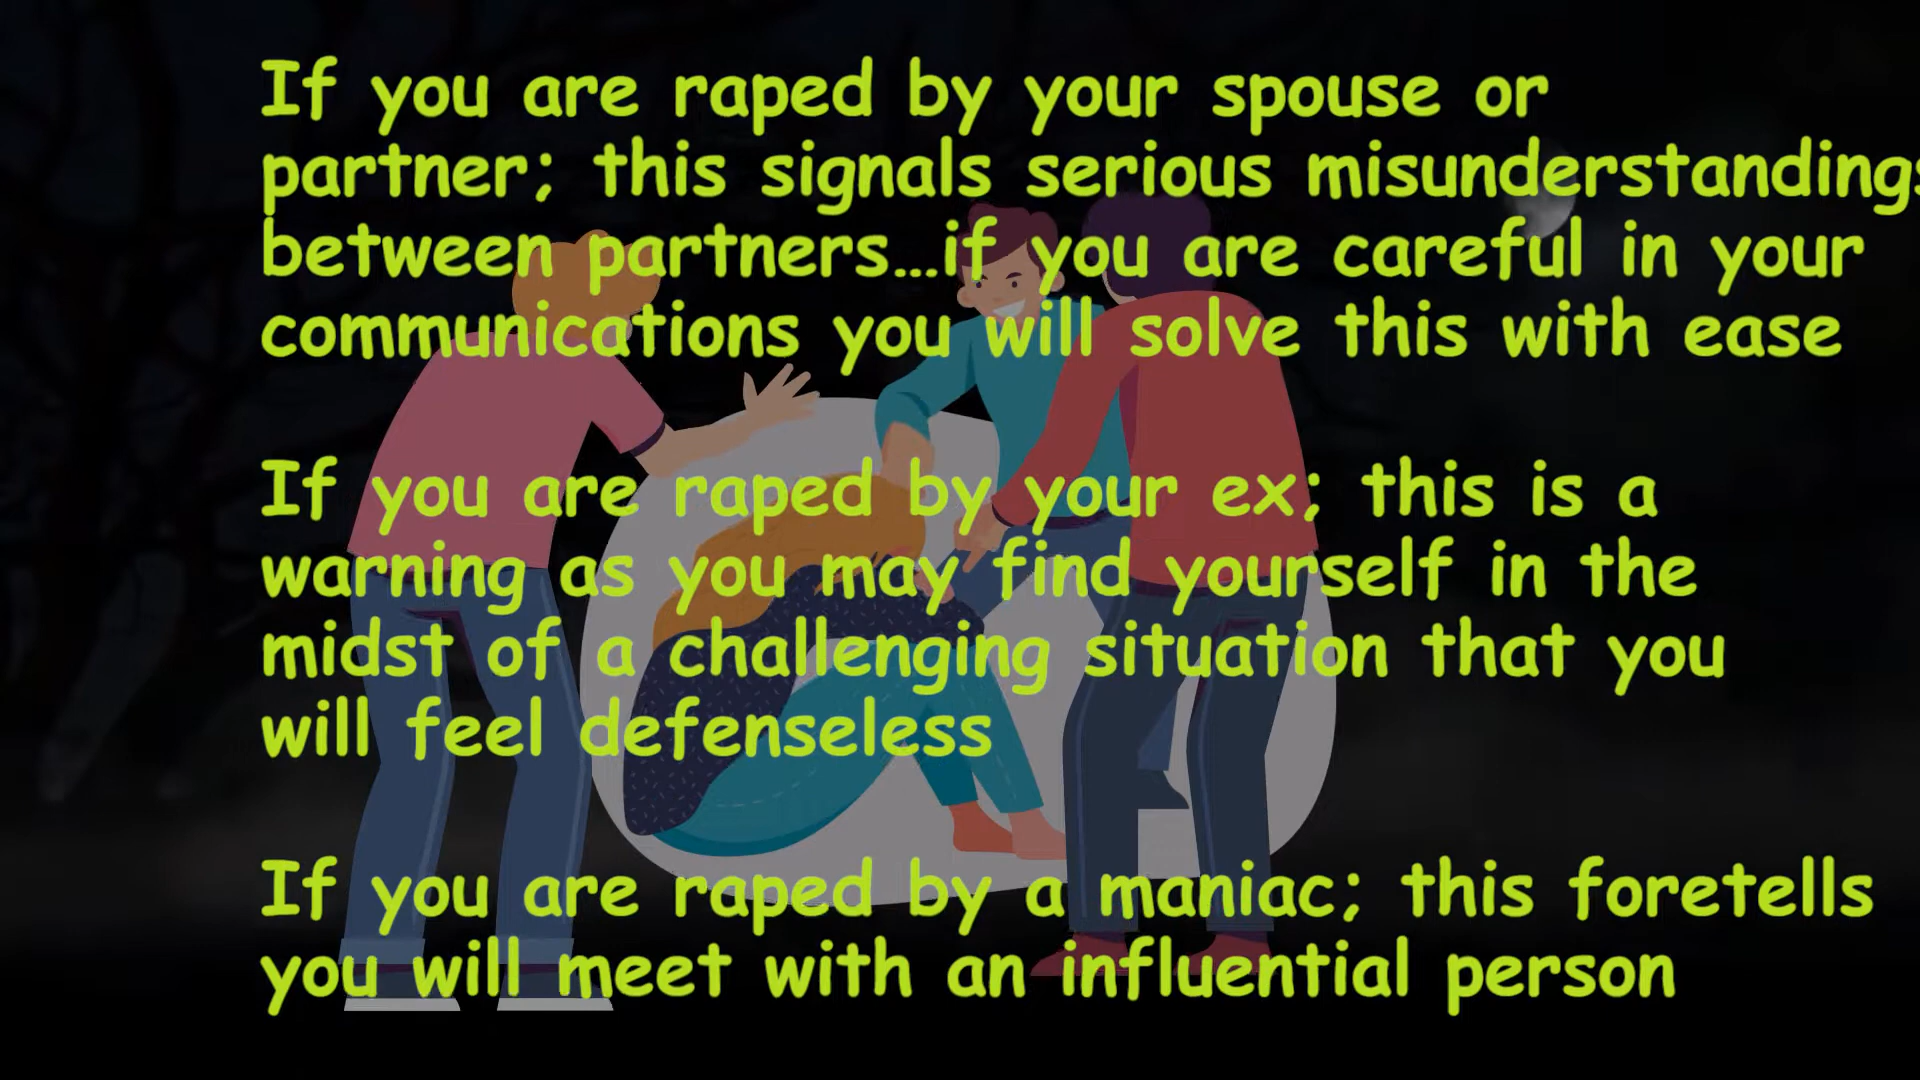 If you are raped by your spouse or
partner; this signals serious misunderstandings
between partners...if you are careful in your
communications you will solve this with ease
If you are raped by your ex; this is a
warning as you may find yourself in the
midst of a challenging situation that you
will feel defenseless
If you are raped by a maniac; this foretells
you will meet with an influential person